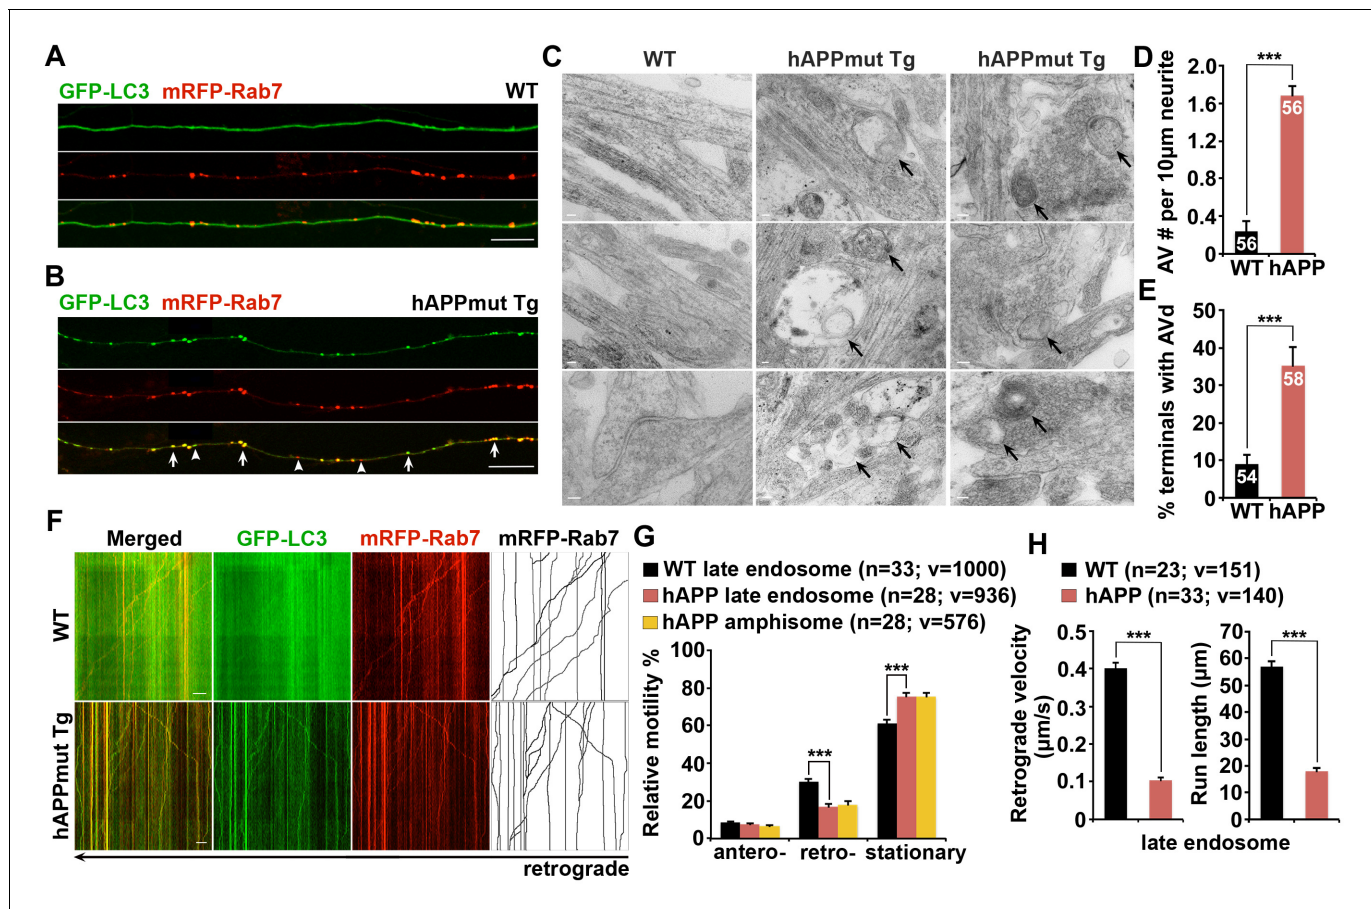 A
GFP-LC3 mRFP-Rab7 WT
B
GFP-LC3 mRFP-Rab7 hAPPmut Tg
C
WT hAPPmut Tg hAPPmut Tg
D
AV # per 10µm neurite
2.0
1.6
1.2
0.8
0.4
0
***
56
56
WT hAPP
E
% terminals with AVd
50
40
30
20
10
0
***
54
58
WT hAPP
F
Merged GFP-LC3 mRFP-Rab7 mRFP-Rab7
WT
hAPPmut Tg
retrograde
G
WT late endosome (n=33; v=1000)
hAPP late endosome (n=28; v=936)
hAPP amphisome (n=28; v=576)
Relative motility %
100
80
60
40
20
0
***
***
antero- retro- stationary
H
WT (n=23; v=151)
hAPP (n=33; v=140)
Retrograde velocity
(µm/s)
0.5
0.4
0.3
0.2
0.1
0
***
Run length (µm)
70
60
50
40
30
20
10
0
***
late endosome